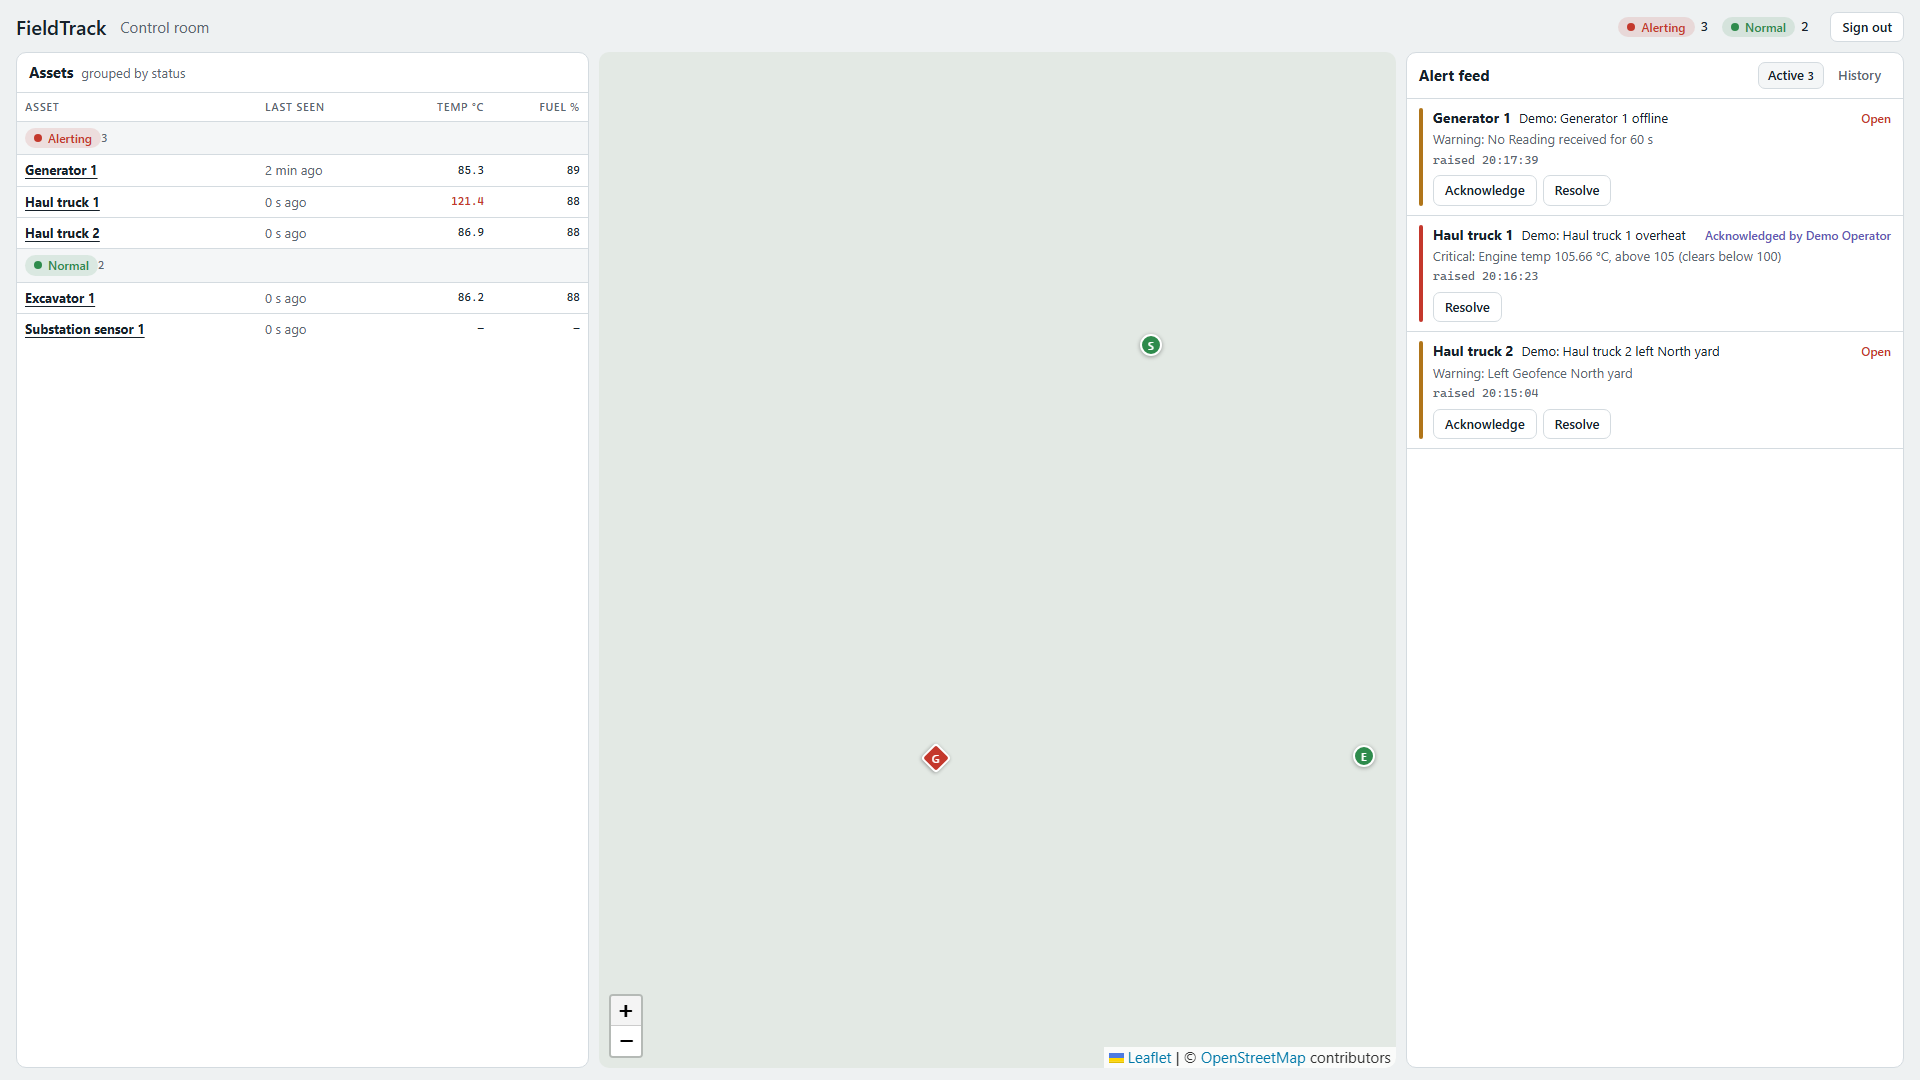 FieldTrack Control room
Alerting 3 Normal 2 Sign out
Assets grouped by status
ASSET LAST SEEN TEMP °C FUEL %
Alerting 3
Generator 1 2 min ago 85.3 89
Haul truck 1 0 s ago 121.4 88
Haul truck 2 0 s ago 86.9 88
Normal 2
Excavator 1 0 s ago 86.2 88
Substation sensor 1 0 s ago – –
S
G
E
+
−
Leaflet | © OpenStreetMap contributors
Alert feed Active 3 History
Generator 1 Demo: Generator 1 offline Open
Warning: No Reading received for 60 s
raised 20:17:39
Acknowledge Resolve
Haul truck 1 Demo: Haul truck 1 overheat Acknowledged by Demo Operator
Critical: Engine temp 105.66 °C, above 105 (clears below 100)
raised 20:16:23
Resolve
Haul truck 2 Demo: Haul truck 2 left North yard Open
Warning: Left Geofence North yard
raised 20:15:04
Acknowledge Resolve